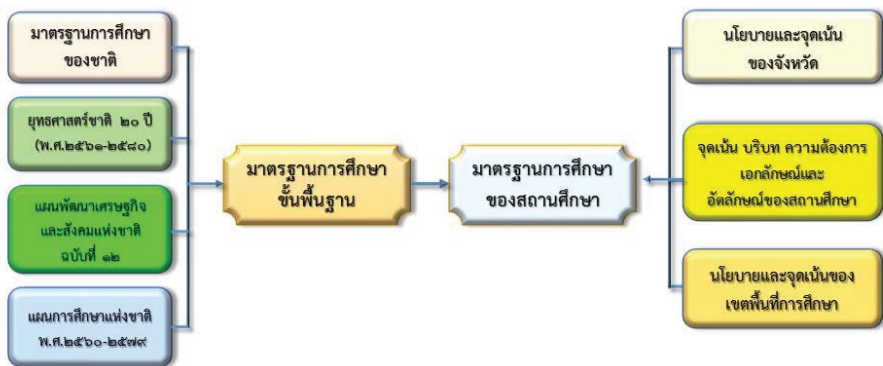 มาตรฐานการศึกษา
ของชาติ
ยุทธศาสตร์ชาติ ๒๐ ปี
(พ.ศ.๒๕๖๑-๒๕๘๐)
แผนพัฒนาเศรษฐกิจ
และสังคมแห่งชาติ
ฉบับที่ ๑๒
แผนการศึกษาแห่งชาติ
พ.ศ.๒๕๖๐-๒๕๗๙
มาตรฐานการศึกษา
ขั้นพื้นฐาน
มาตรฐานการศึกษา
ของสถานศึกษา
นโยบายและจุดเน้น
ของจังหวัด
จุดเน้น บริบท ความต้องการ
เอกลักษณ์และ
อัตลักษณ์ของสถานศึกษา
นโยบายและจุดเน้นของ
เขตพื้นที่การศึกษา